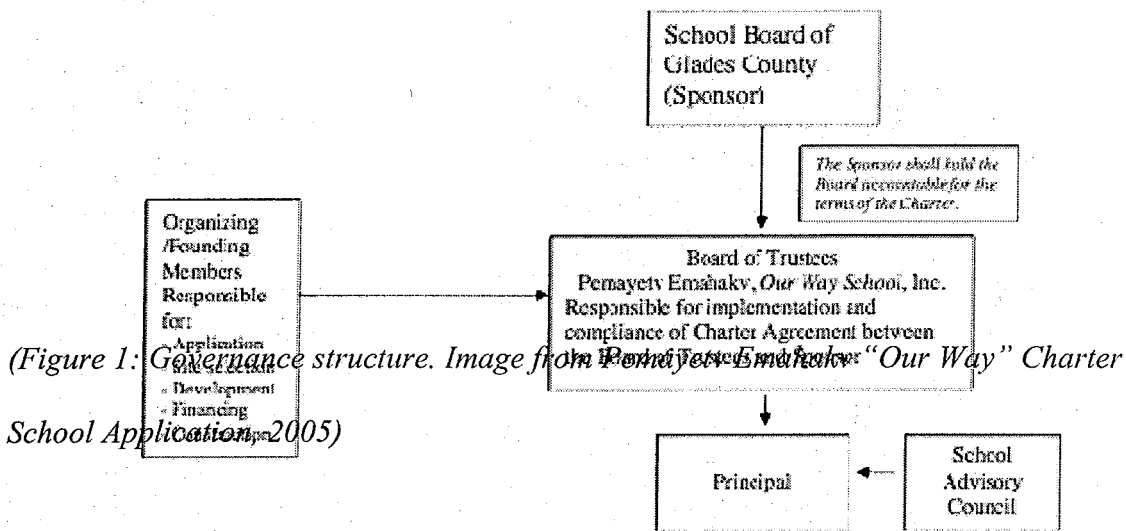 School Board of
Glades County
(Sponsor)
The Sponsor shall hold the
Board accountable for the
terms of the Charter.
Organizing
/Founding
Members
Responsible
for:
- Application
- Development
- Financing
Board of Trustees
Pemayetv Emahakv, Our Way School, Inc.
Responsible for implementation and
compliance of Charter Agreement between
(Figure 1: Governance structure. Image from Pemayetv Emahakv "Our Way" Charter
School Application, 2005)
Principal
School
Advisory
Council